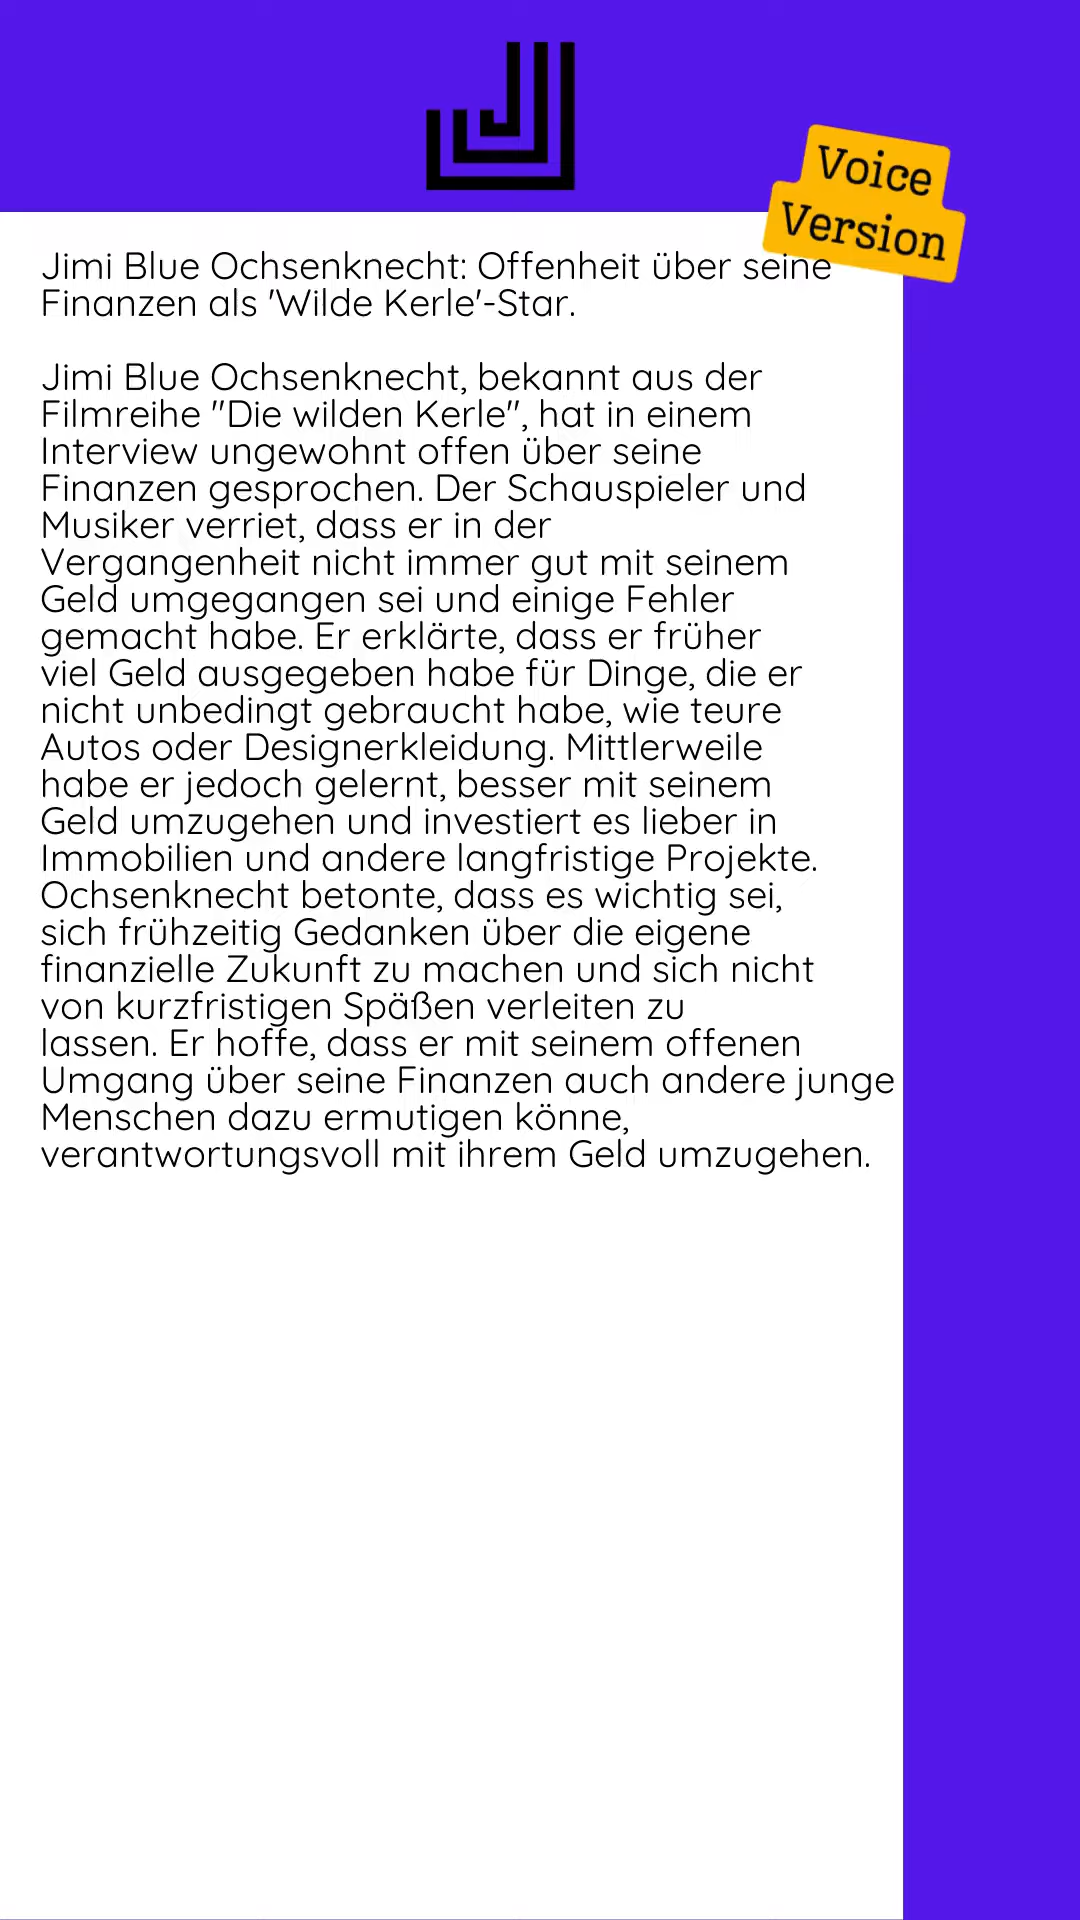 Voice
Version
Jimi Blue Ochsenknecht: Offenheit über seine
Finanzen als 'Wilde Kerle'-Star.
Jimi Blue Ochsenknecht, bekannt aus der
Filmreihe "Die wilden Kerle", hat in einem
Interview ungewohnt offen über seine
Finanzen gesprochen. Der Schauspieler und
Musiker verriet, dass er in der
Vergangenheit nicht immer gut mit seinem
Geld umgegangen sei und einige Fehler
gemacht habe. Er erklärte, dass er früher
viel Geld ausgegeben habe für Dinge, die er
nicht unbedingt gebraucht habe, wie teure
Autos oder Designerkleidung. Mittlerweile
habe er jedoch gelernt, besser mit seinem
Geld umzugehen und investiert es lieber in
Immobilien und andere langfristige Projekte.
Ochsenknecht betonte, dass es wichtig sei,
sich frühzeitig Gedanken über die eigene
finanzielle Zukunft zu machen und sich nicht
von kurzfristigen Späßen verleiten zu
lassen. Er hoffe, dass er mit seinem offenen
Umgang über seine Finanzen auch andere junge
Menschen dazu ermutigen könne,
verantwortungsvoll mit ihrem Geld umzugehen.